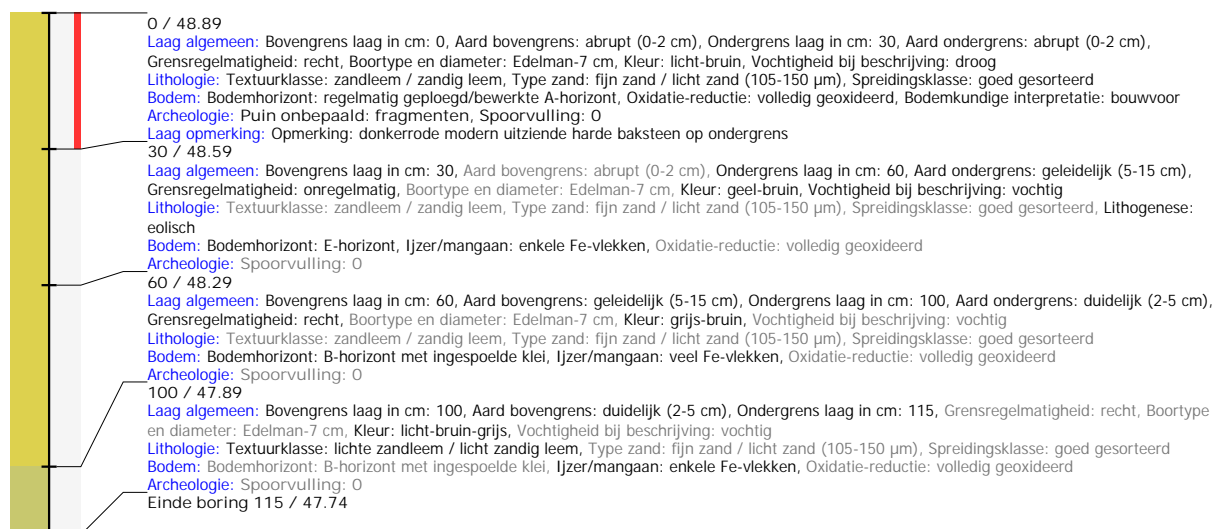 0 / 48.89
Laag algemeen: Bovengrens laag in cm: 0, Aard bovengrens: abrupt (0-2 cm), Ondergrens laag in cm: 30, Aard ondergrens: abrupt (0-2 cm),
Grensregelmatigheid: recht, Boortype en diameter: Edelman-7 cm, Kleur: licht-bruin, Vochtigheid bij beschrijving: droog
Lithologie: Textuurklasse: zandleem / zandig leem, Type zand: fijn zand / licht zand (105-150 µm), Spreidingsklasse: goed gesorteerd
Bodem: Bodemhorizont: regelmatig geploegd/bewerkte A-horizont, Oxidatie-reductie: volledig geoxideerd, Bodemkundige interpretatie: bouwvoor
Archeologie: Puin onbepaald: fragmenten, Spoorvulling: 0
Laag opmerking: Opmerking: donkerrode modern uitziende harde baksteen op ondergrens
30 / 48.59
Laag algemeen: Bovengrens laag in cm: 30, Aard bovengrens: abrupt (0-2 cm), Ondergrens laag in cm: 60, Aard ondergrens: geleidelijk (5-15 cm),
Grensregelmatigheid: onregelmatig, Boortype en diameter: Edelman-7 cm, Kleur: geel-bruin, Vochtigheid bij beschrijving: vochtig
Lithologie: Textuurklasse: zandleem / zandig leem, Type zand: fijn zand / licht zand (105-150 µm), Spreidingsklasse: goed gesorteerd, Lithogenese:
eolisch
Bodem: Bodemhorizont: E-horizont, Ijzer/mangaan: enkele Fe-vlekken, Oxidatie-reductie: volledig geoxideerd
Archeologie: Spoorvulling: 0
60 / 48.29
Laag algemeen: Bovengrens laag in cm: 60, Aard bovengrens: geleidelijk (5-15 cm), Ondergrens laag in cm: 100, Aard ondergrens: duidelijk (2-5 cm),
Grensregelmatigheid: recht, Boortype en diameter: Edelman-7 cm, Kleur: grijs-bruin, Vochtigheid bij beschrijving: vochtig
Lithologie: Textuurklasse: zandleem / zandig leem, Type zand: fijn zand / licht zand (105-150 µm), Spreidingsklasse: goed gesorteerd
Bodem: Bodemhorizont: B-horizont met ingespoelde klei, Ijzer/mangaan: veel Fe-vlekken, Oxidatie-reductie: volledig geoxideerd
Archeologie: Spoorvulling: 0
100 / 47.89
Laag algemeen: Bovengrens laag in cm: 100, Aard bovengrens: duidelijk (2-5 cm), Ondergrens laag in cm: 115, Grensregelmatigheid: recht, Boortype
en diameter: Edelman-7 cm, Kleur: licht-bruin-grijs, Vochtigheid bij beschrijving: vochtig
Lithologie: Textuurklasse: lichte zandleem / licht zandig leem, Type zand: fijn zand / licht zand (105-150 µm), Spreidingsklasse: goed gesorteerd
Bodem: Bodemhorizont: B-horizont met ingespoelde klei, Ijzer/mangaan: enkele Fe-vlekken, Oxidatie-reductie: volledig geoxideerd
Archeologie: Spoorvulling: 0
Einde boring 115 / 47.74